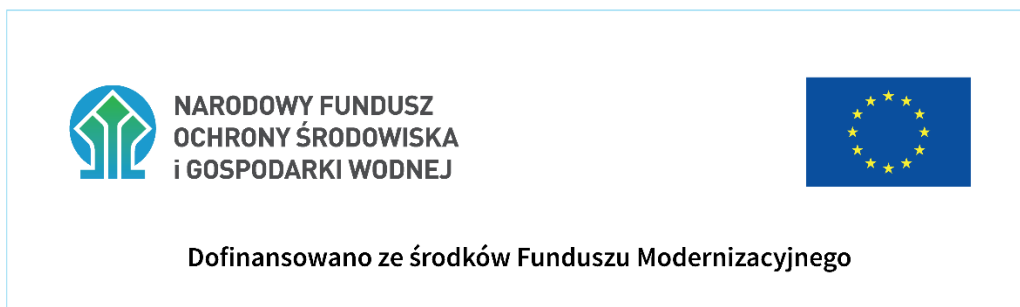 NARODOWY FUNDUSZ
OCHRONY ŚRODOWISKA
i GOSPODARKI WODNEJ
Dofinansowano ze środków Funduszu Modernizacyjnego